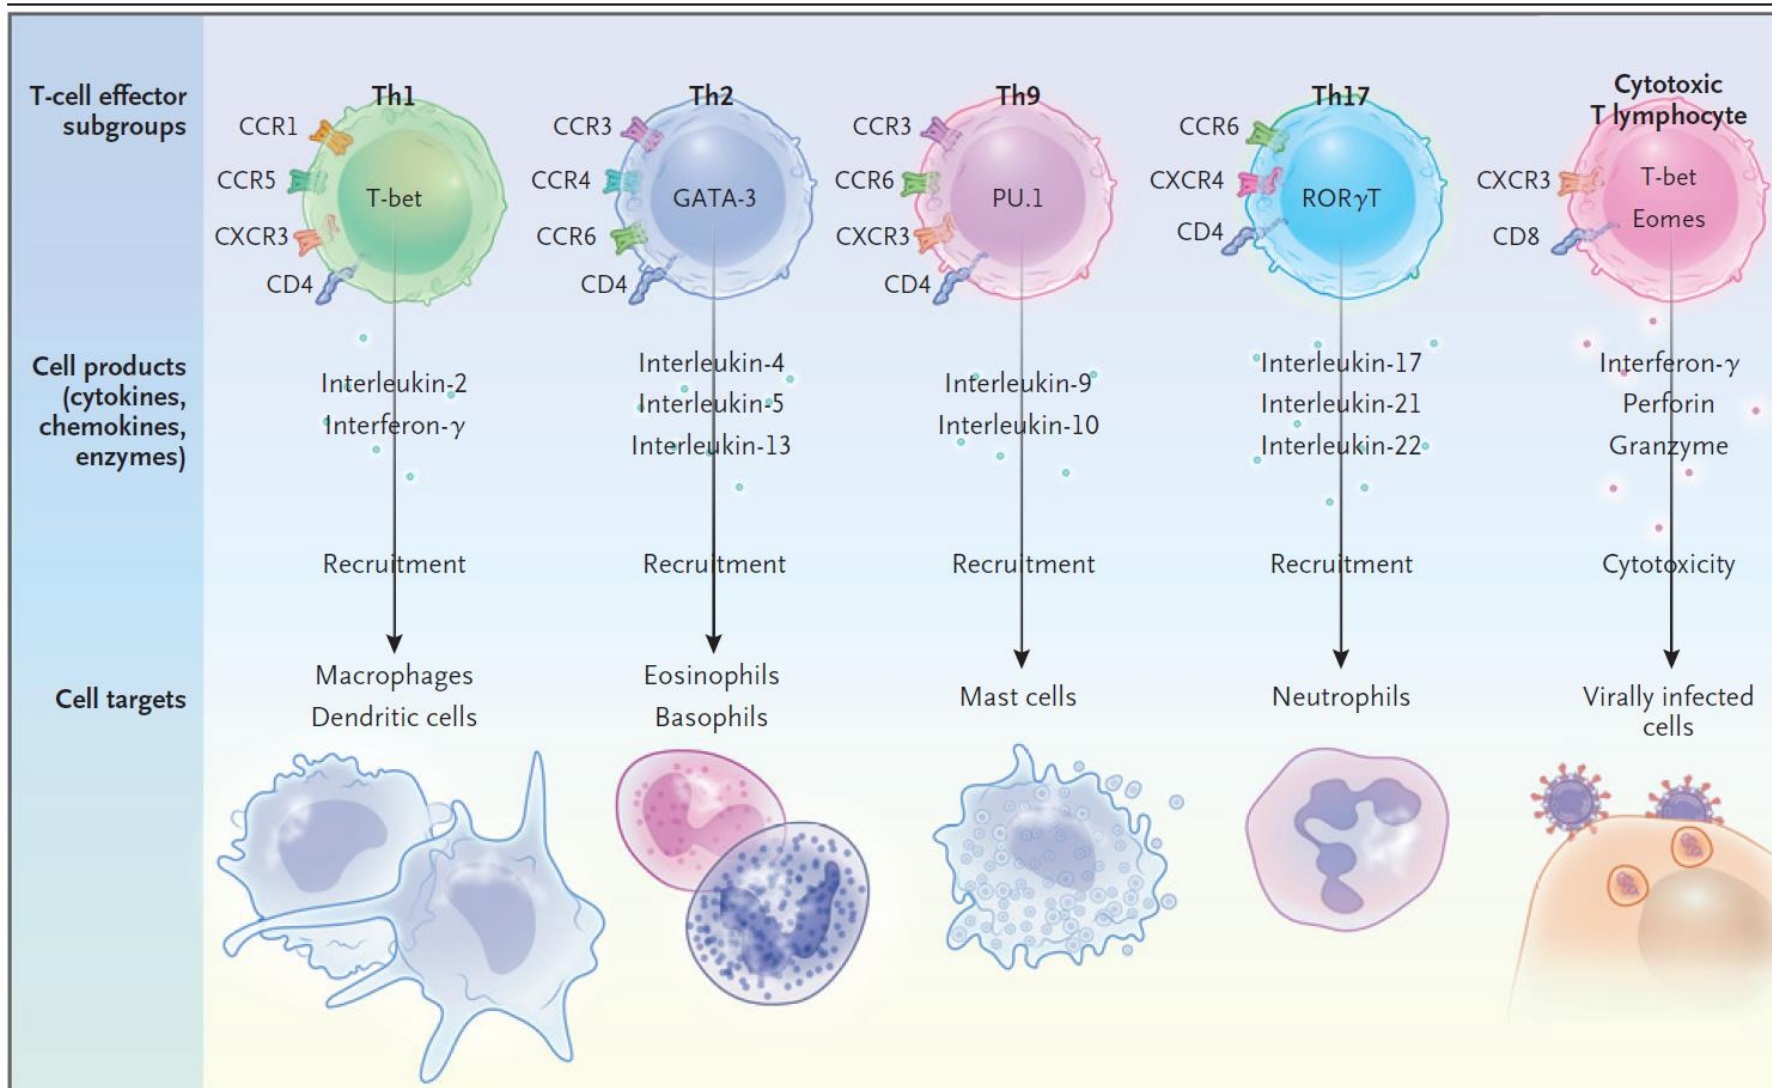 T-cell effector
subgroups
Th1
CCR1
CCR5
CXCR3
CD4
T-bet
Th2
CCR3
CCR4
CCR6
CD4
GATA-3
Th9
CCR3
CCR6
CXCR3
CD4
PU.1
Th17
CCR6
CXCR4
CD4
RORγT
Cytotoxic
T lymphocyte
CXCR3
CD8
T-bet
Eomes
Cell products
(cytokines,
chemokines,
enzymes)
Interleukin-2
Interferon-γ
Interleukin-4
Interleukin-5
Interleukin-13
Interleukin-9
Interleukin-10
Interleukin-17
Interleukin-21
Interleukin-22
Interferon-γ
Perforin
Granzyme
Recruitment
Recruitment
Recruitment
Recruitment
Cytotoxicity
Cell targets
Macrophages
Dendritic cells
Eosinophils
Basophils
Mast cells
Neutrophils
Virally infected
cells